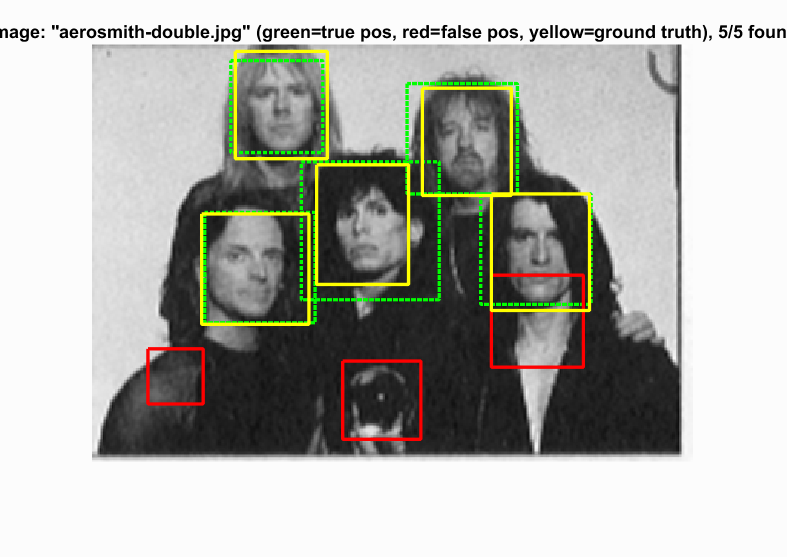 mage: "aerosmith-double.jpg" (green=true pos, red=false pos, yellow=ground truth), 5/5 foun